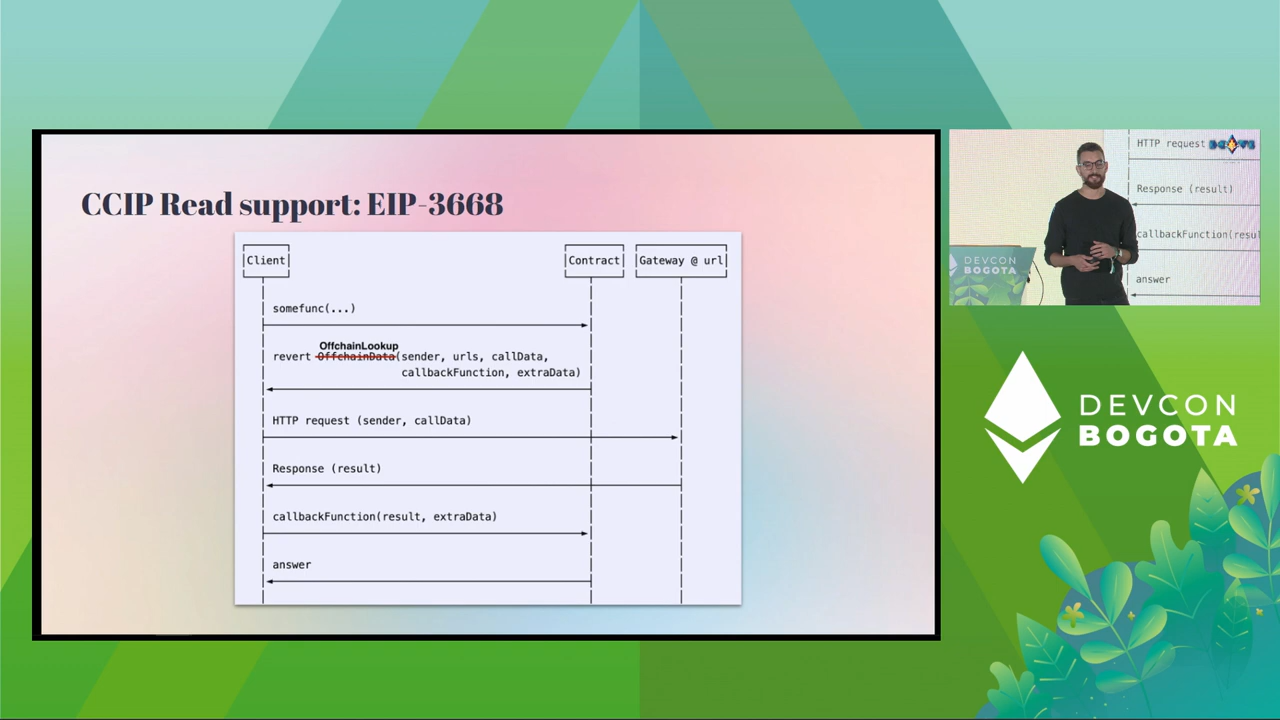 CCIP Read support: EIP-3668
Client
Contract
Gateway @ url
somefunc(...)
OffchainLookup
revert OffchainData(sender, urls, callData,
callbackFunction, extraData)
HTTP request (sender, callData)
Response (result)
callbackFunction(result, extraData)
answer
HTTP request
Response (result)
callbackFunction(resu
answer
DEVCON
BOGOTA
DEVCON
BOGOTA